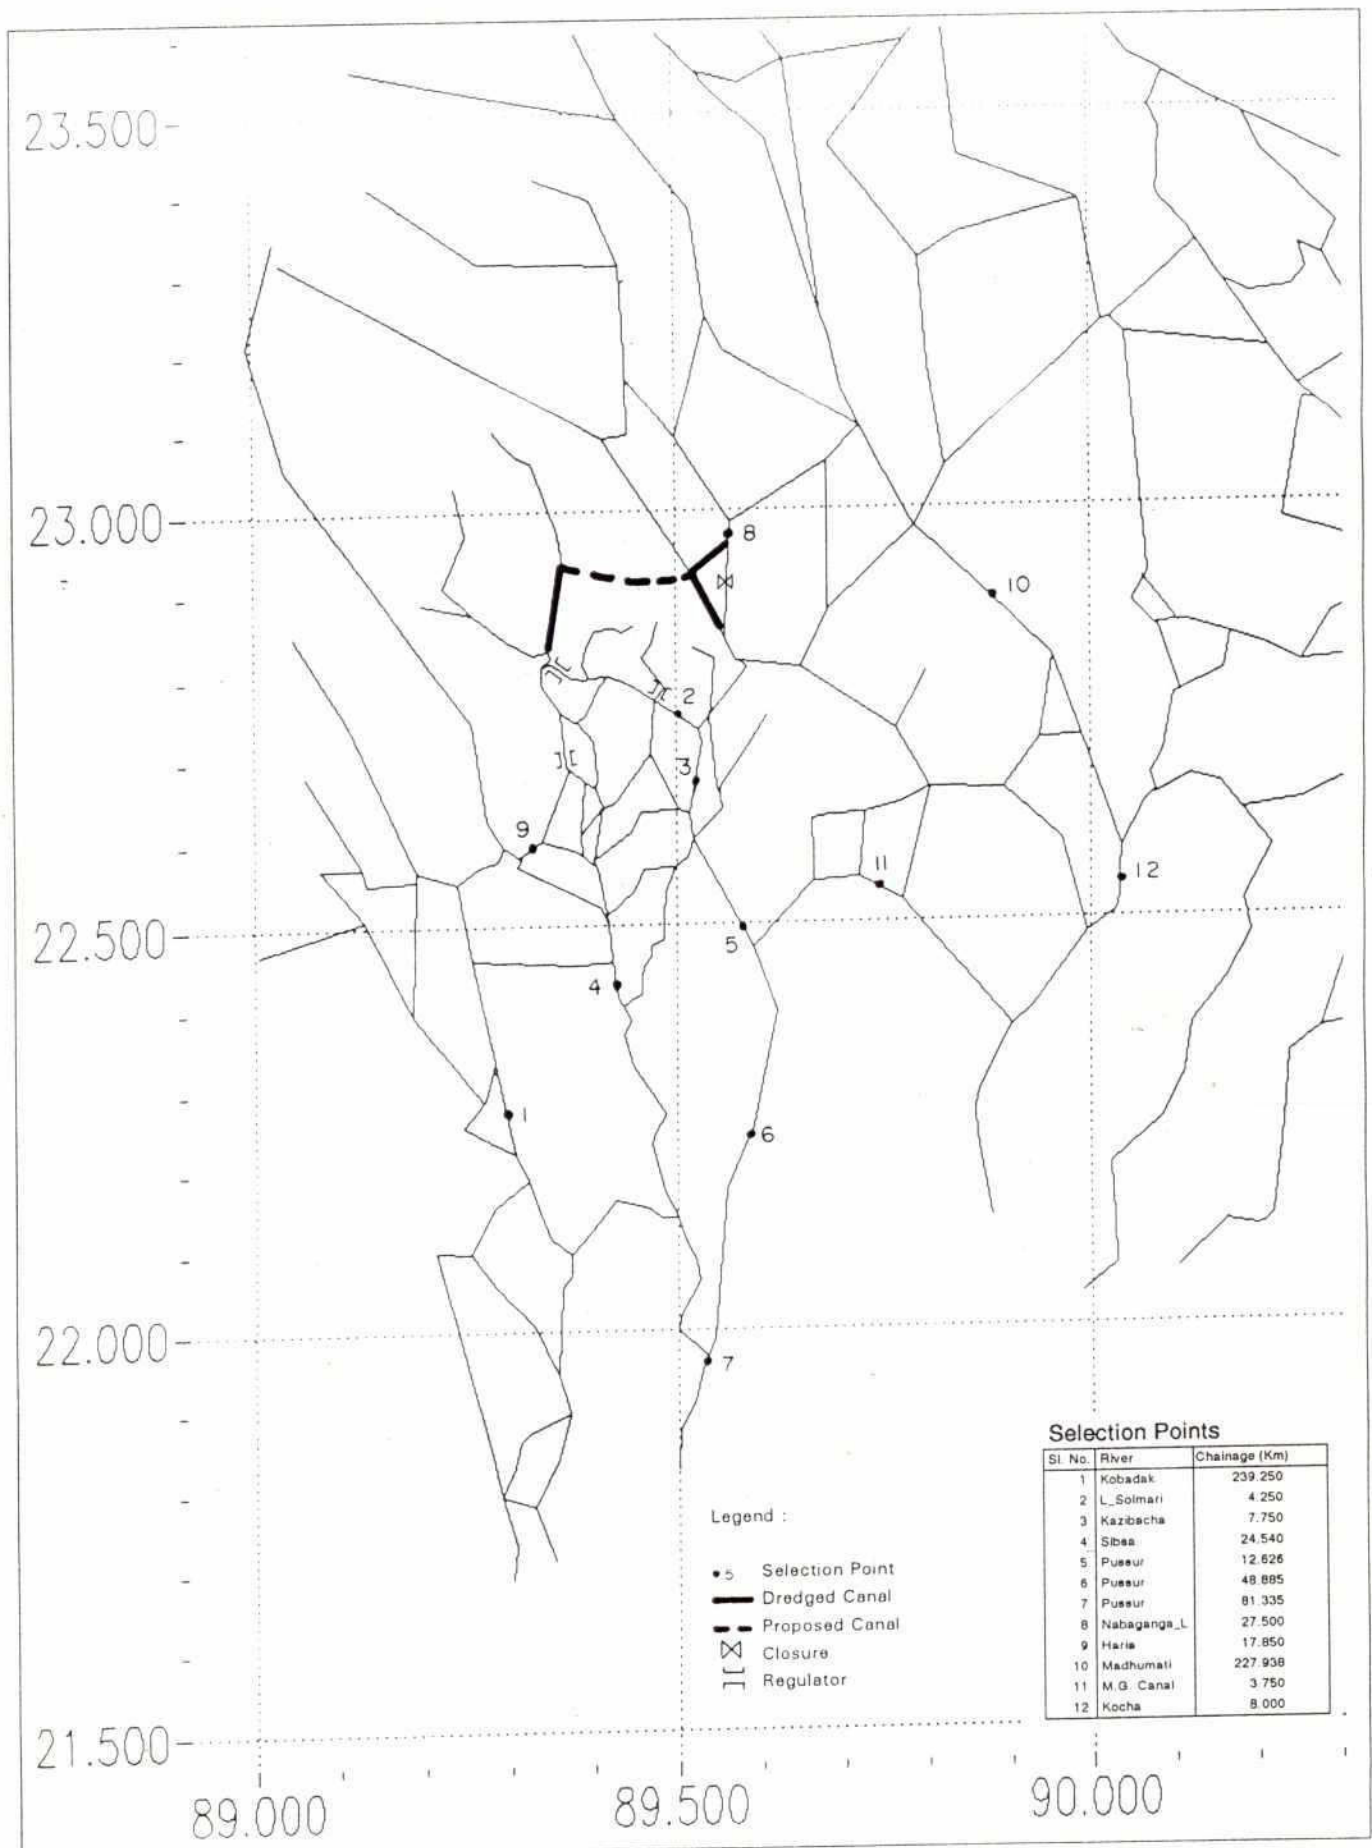 23.500
23.000
8
10
2
3
9
11
12
22.500
5
4
1
6
22.000
7
Selection Points
Sl. No. River Chainage (Km)
1 Kobadak 239.250
2 L_Solmari 4.250
3 Kazibacha 7.750
4 Sibsa 24.540
5 Pussur 12.626
6 Pussur 48.885
7 Pussur 81.335
8 Nabaganga_L 27.500
9 Haria 17.850
10 Madhumati 227.938
11 M.G. Canal 3.750
12 Kocha 8.000
Legend :
5 Selection Point
Dredged Canal
Proposed Canal
Closure
Regulator
21.500
89.000
89.500
90.000